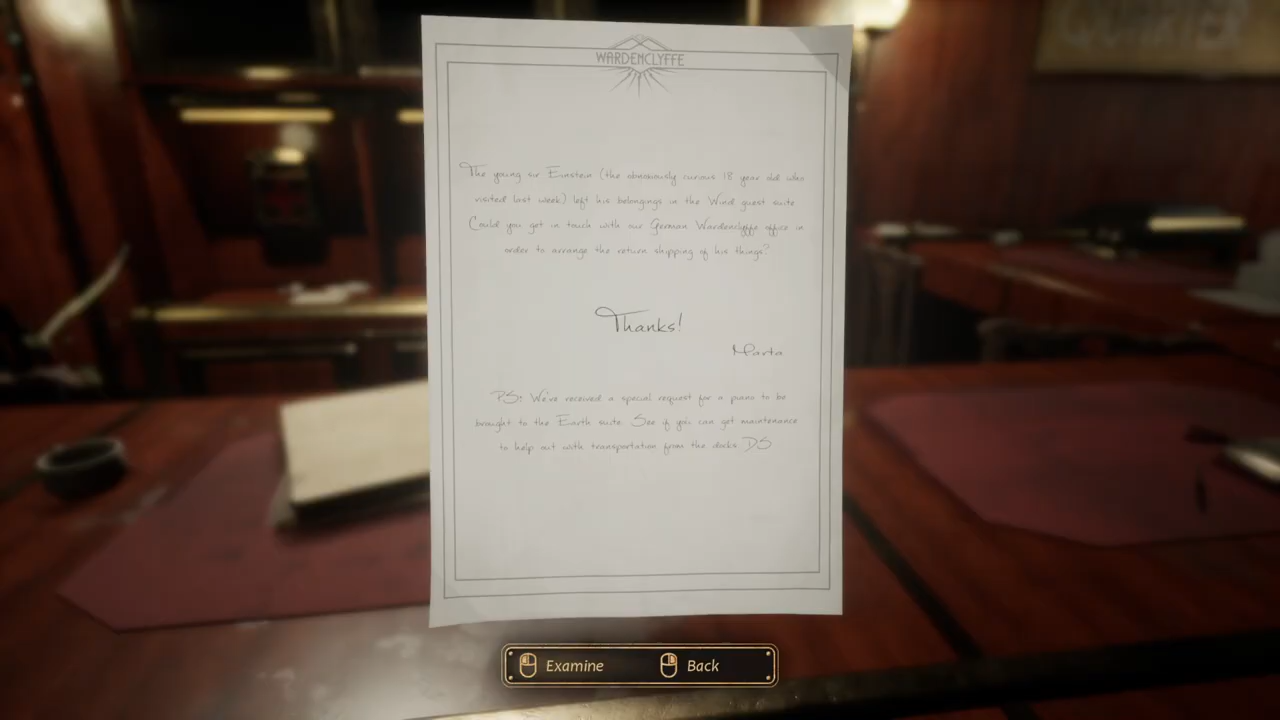 WARDENCLYFFE
The young sir Einstein (the obnoxiously curious 18 year old who
visited last week) left his belongings in the Wind guest suite
Could you get in touch with our German Wardenclyffe office in
order to arrange the return shipping of his things?
Thanks!
Marta
PS: We've received a special request for a piano to be
brought to the Earth suite. See if you can get maintenance
to help out with transportation from the docks. DS
Examine
Back